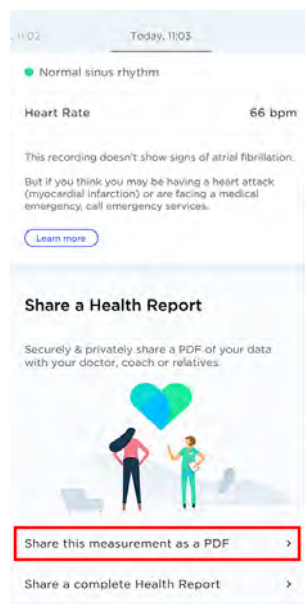 11:02
Today, 11:03
Normal sinus rhythm
Heart Rate
66 bpm
This recording doesn't show signs of atrial fibrillation.
But if you think you may be having a heart attack
(myocardial infarction) or are facing a medical
emergency, call emergency services.
Learn more
Share a Health Report
Securely & privately share a PDF of your data
with your doctor, coach or relatives.
Share this measurement as a PDF
Share a complete Health Report